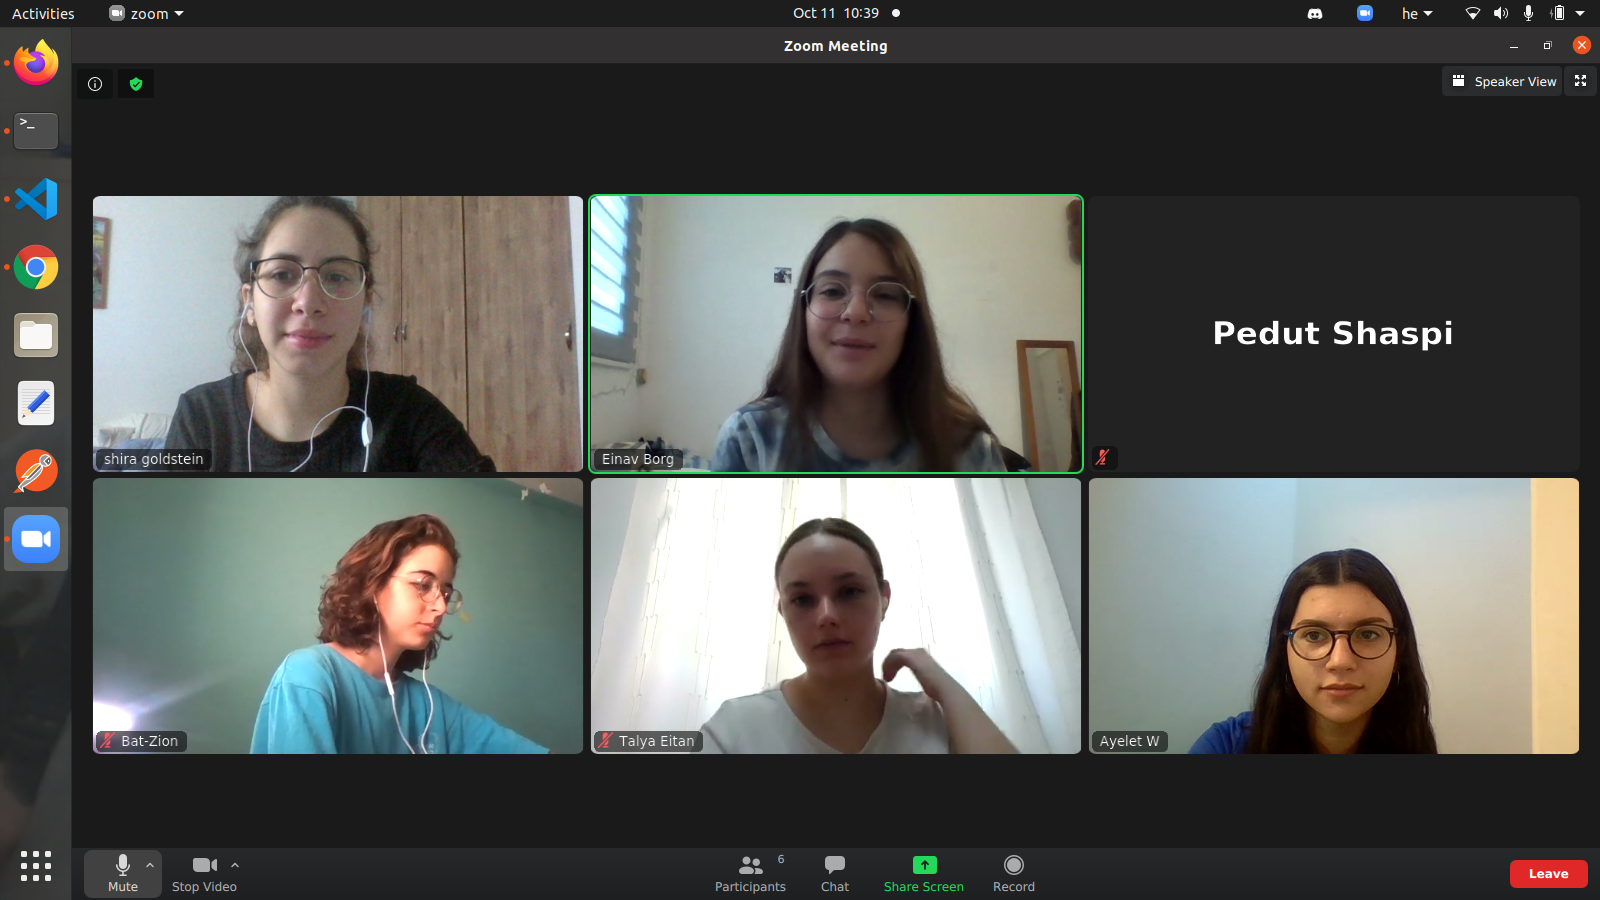 Activities
zoom
Oct 11 10:39
he
Zoom Meeting
Speaker View
>_
shira goldstein
Einav Borg
Pedut Shaspi
Bat-Zion
Talya Eitan
Ayelet W
Mute
Stop Video
Participants
6
Chat
Share Screen
Record
Leave